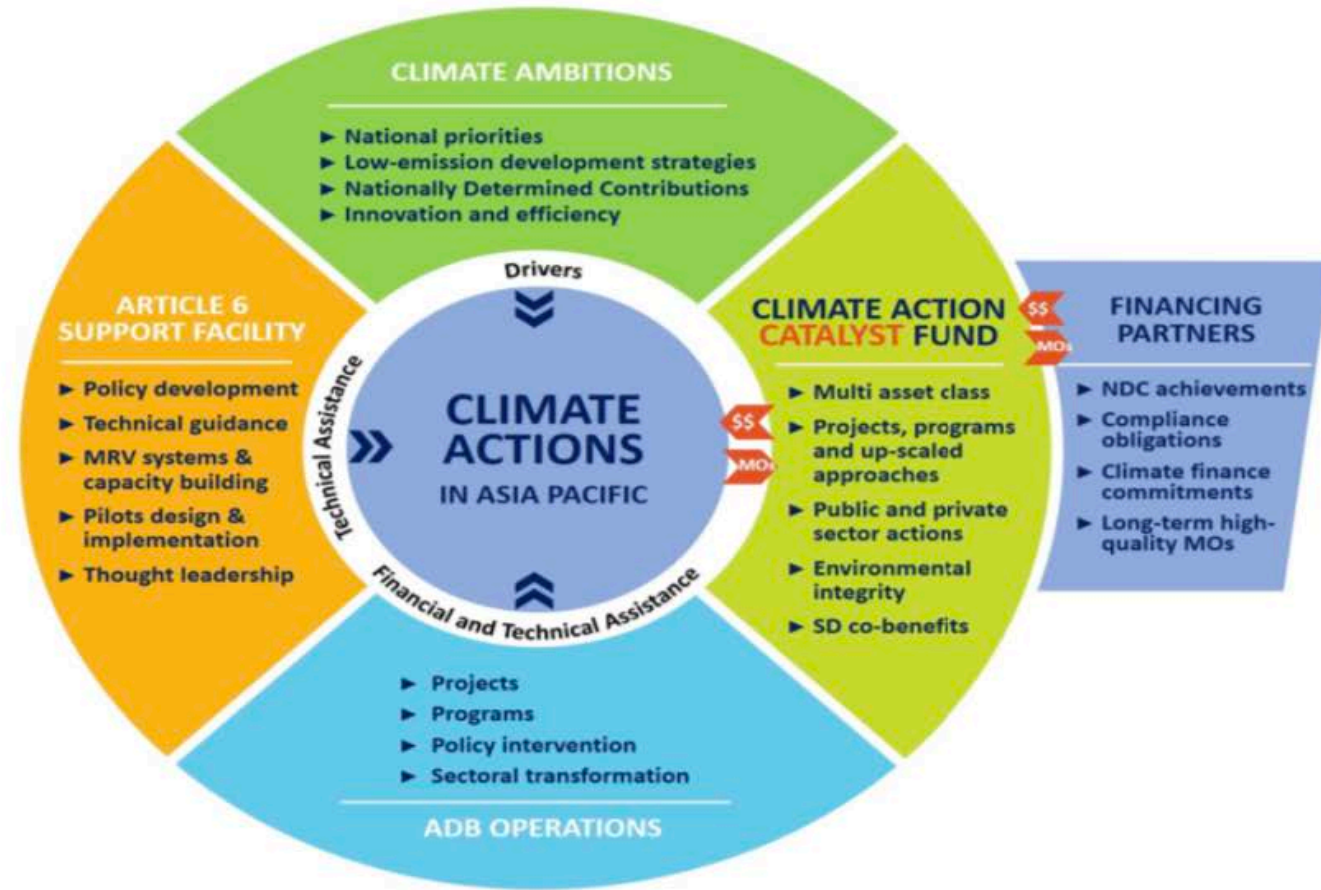 CLIMATE AMBITIONS
► National priorities
► Low-emission development strategies
► Nationally Determined Contributions
► Innovation and efficiency
ARTICLE 6
SUPPORT FACILITY
► Policy development
► Technical guidance
► MRV systems &
capacity building
► Pilots design &
implementation
► Thought leadership
Technical Assistance
Drivers
CLIMATE
ACTIONS
IN ASIA PACIFIC
Financial and Technical Assistance
$$
MOs
CLIMATE ACTION
CATALYST FUND
► Multi asset class
► Projects, programs
and up-scaled
approaches
► Public and private
sector actions
► Environmental
integrity
► SD co-benefits
$$
MOs
FINANCING
PARTNERS
► NDC achievements
► Compliance
obligations
► Climate finance
commitments
► Long-term high-
quality MOs
► Projects
► Programs
► Policy intervention
► Sectoral transformation
ADB OPERATIONS